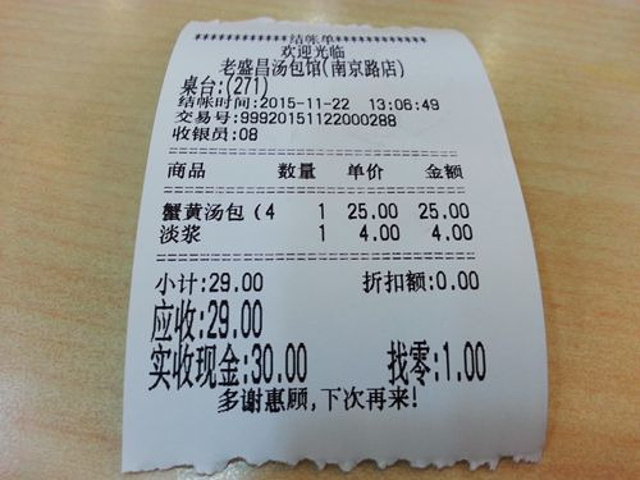 ****************结帐单****************
欢迎光临
老盛昌汤包馆(南京路店)
桌台:(271)
结帐时间:2015-11-22 13:06:49
交易号:99920151122000288
收银员:08
======================================
商品 数量 单价 金额
======================================
蟹黄汤包(4 1 25.00 25.00
淡浆 1 4.00 4.00
======================================
小计:29.00 折扣额:0.00
应收:29.00
实收现金:30.00 找零:1.00
多谢惠顾,下次再来!